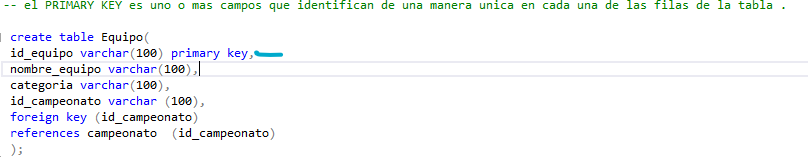 -- el PRIMARY KEY es uno o mas campos que identifican de una manera unica en cada una de las filas de la tabla .
create table Equipo(
id_equipo varchar(100) primary key,
nombre_equipo varchar(100),
categoria varchar(100),
id_campeonato varchar (100),
foreign key (id_campeonato)
references campeonato  (id_campeonato)
);